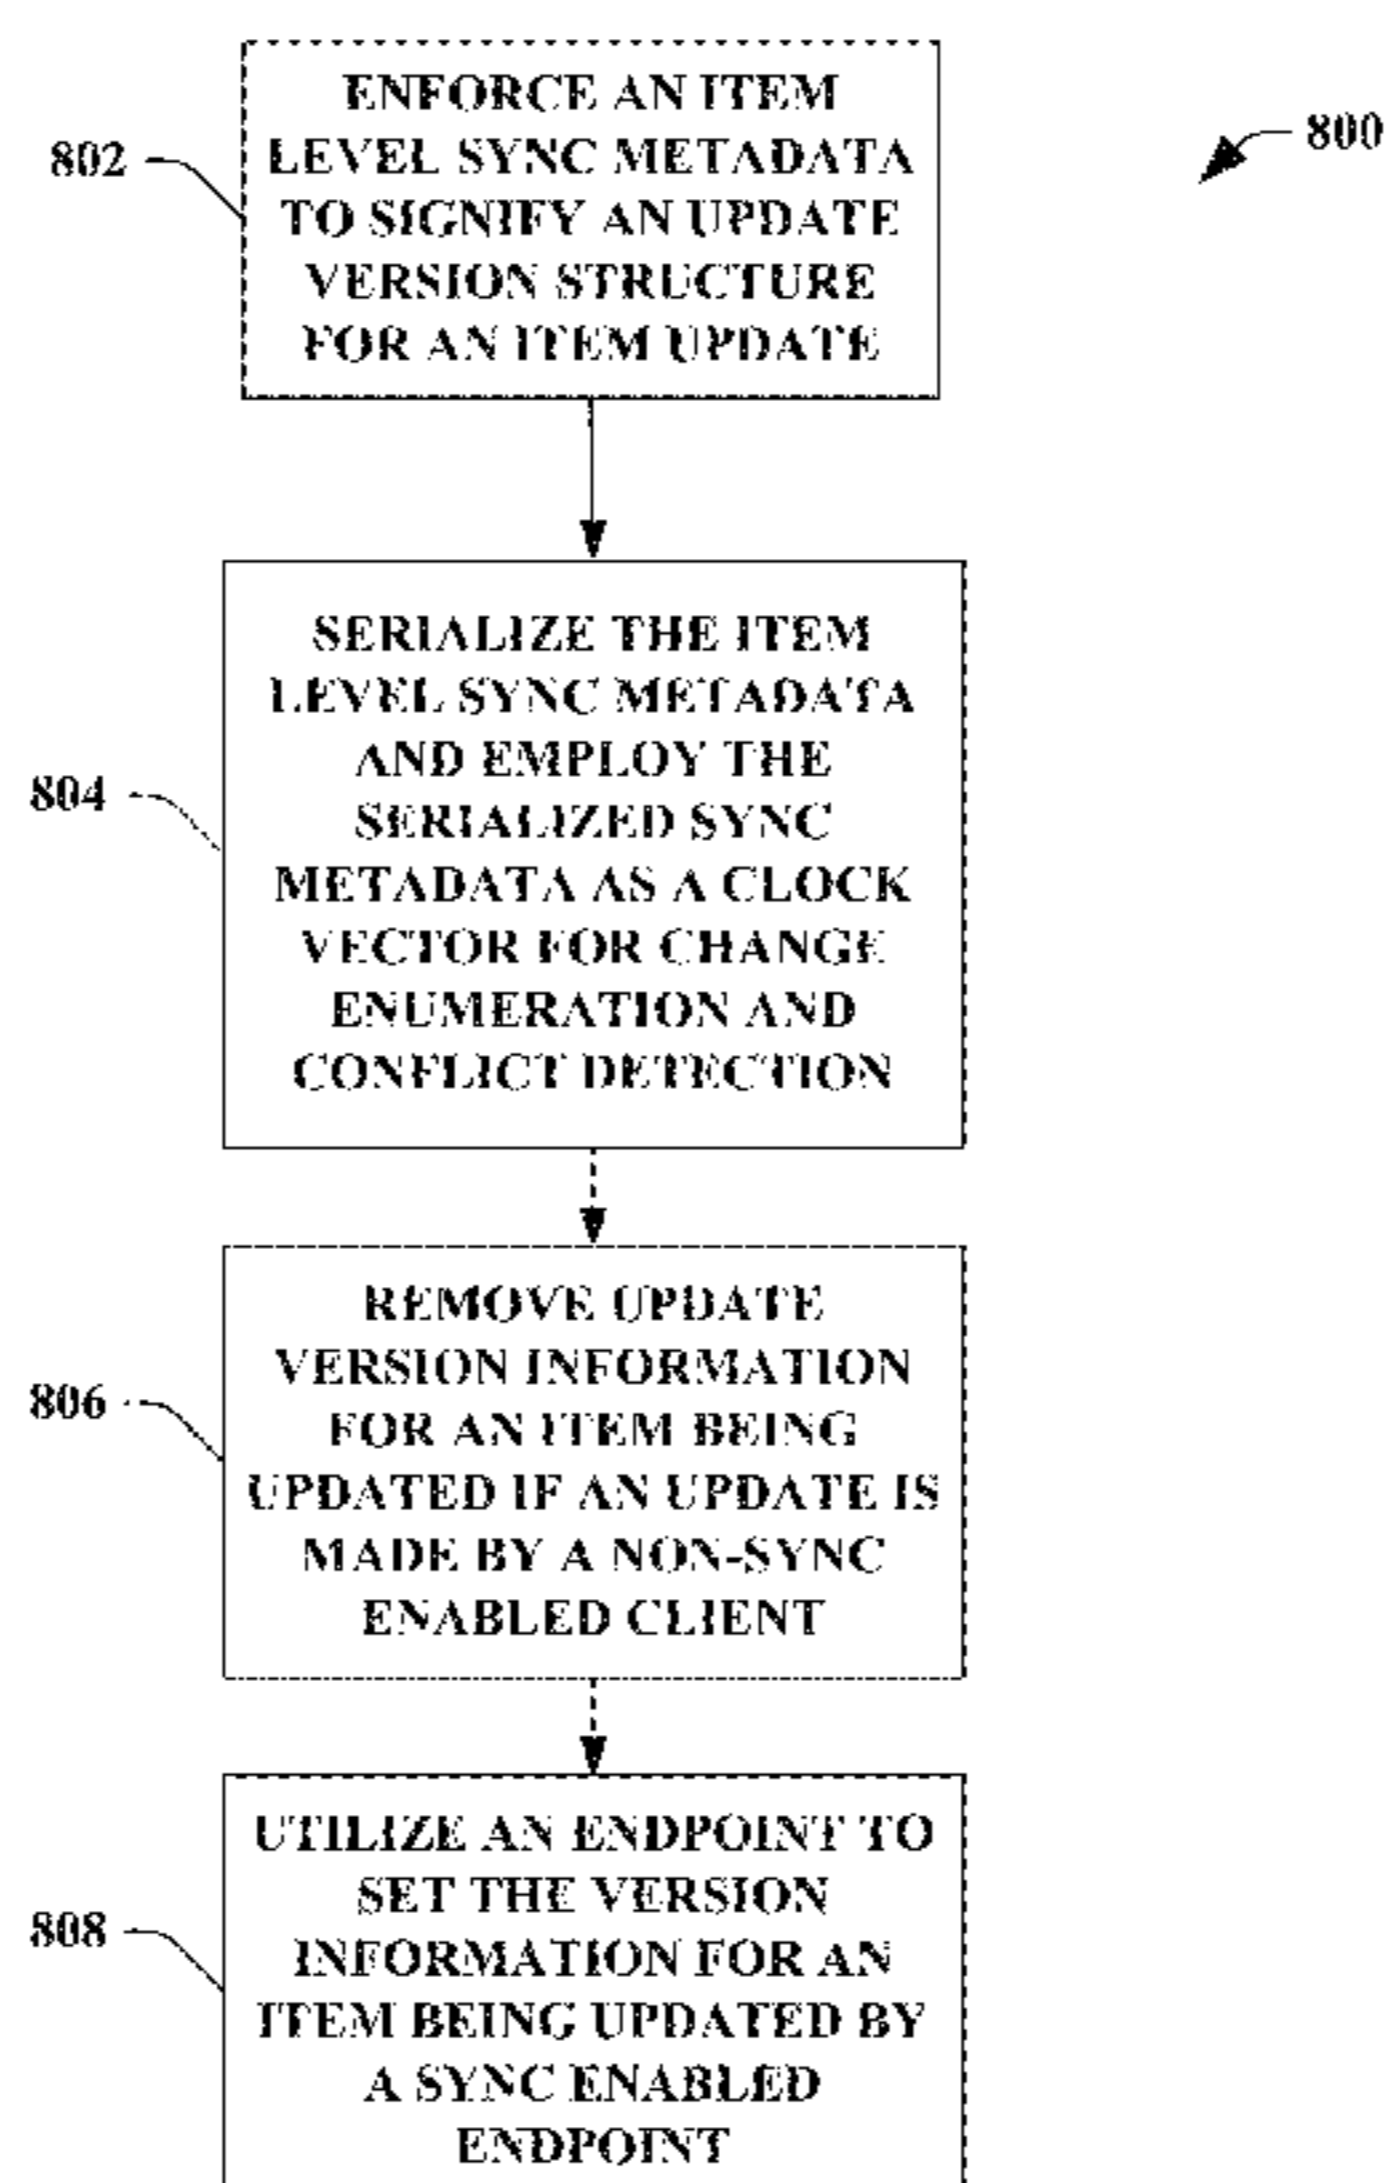 800
802
ENFORCE AN ITEM
LEVEL SYNC METADATA
TO SIGNIFY AN UPDATE
VERSION STRUCTURE
FOR AN ITEM UPDATE
804
SERIALIZE THE ITEM
LEVEL SYNC METADATA
AND EMPLOY THE
SERIALIZED SYNC
METADATA AS A CLOCK
VECTOR FOR CHANGE
ENUMERATION AND
CONFLICT DETECTION
806
REMOVE UPDATE
VERSION INFORMATION
FOR AN ITEM BEING
UPDATED IF AN UPDATE IS
MADE BY A NON-SYNC
ENABLED CLIENT
808
UTILIZE AN ENDPOINT TO
SET THE VERSION
INFORMATION FOR AN
ITEM BEING UPDATED BY
A SYNC ENABLED
ENDPOINT